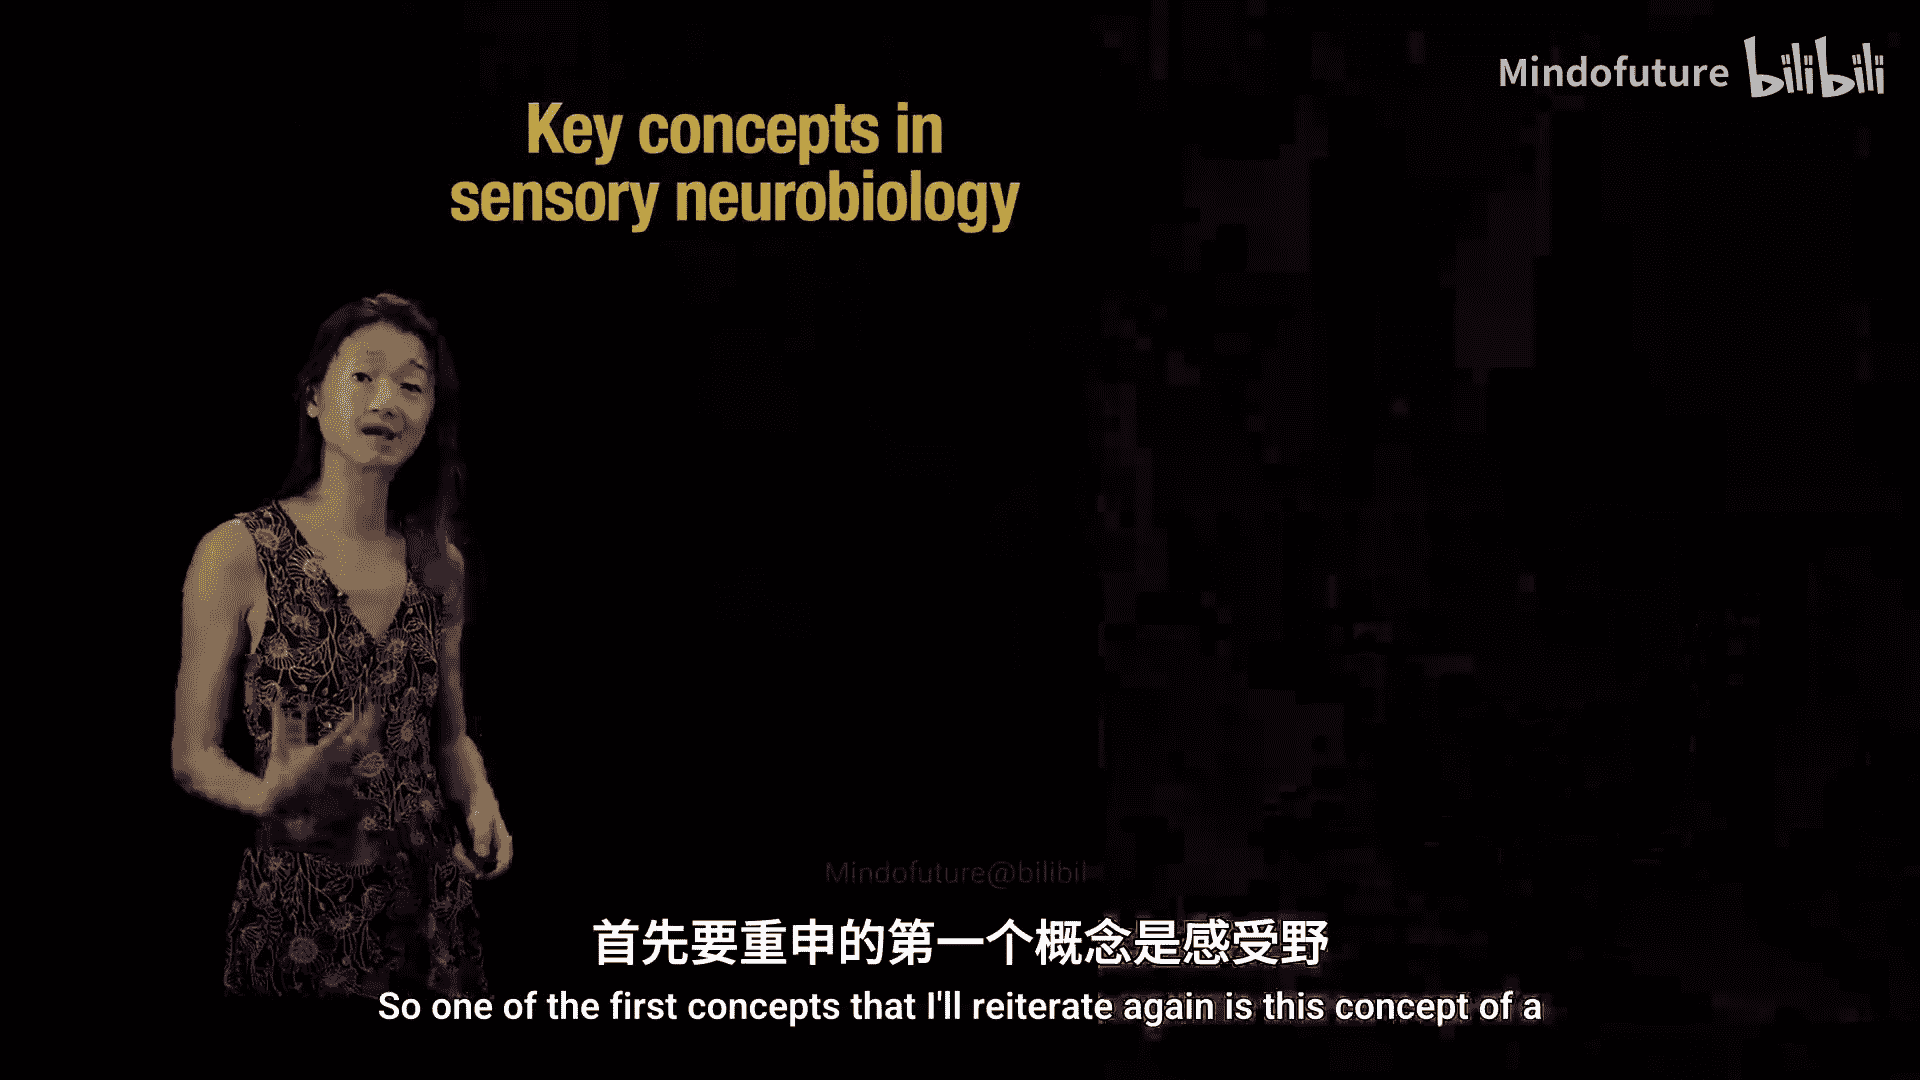 Mindofuture bilibili
Key concepts in
sensory neurobiology
Mindofuture@bilibil
首先要重申的第一个概念是感受野
So one of the first concepts that I'll reiterate again is this concept of a